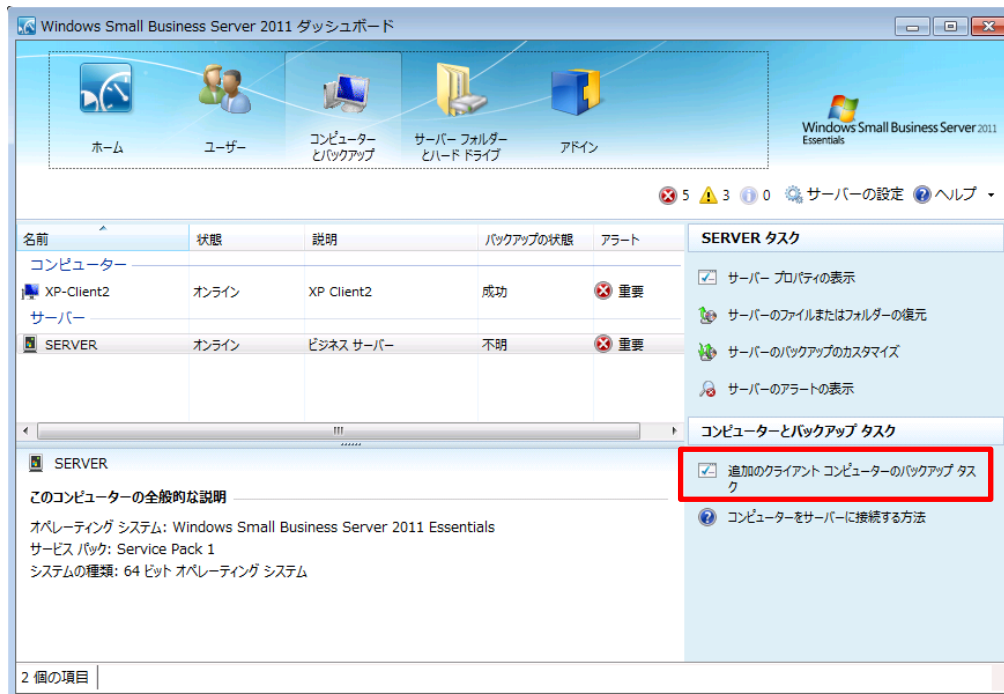 Windows Small Business Server 2011 ダッシュボード
ホーム
ユーザー
コンピューター
とバックアップ
サーバー フォルダー
とハード ドライブ
アドイン
Windows Small Business Server 2011
Essentials
5 3 0 サーバーの設定 ヘルプ
名前 状態 説明 バックアップの状態 アラート
コンピューター
XP-Client2 オンライン XP Client2 成功 重要
サーバー
SERVER オンライン ビジネス サーバー 不明 重要
SERVER タスク
サーバー プロパティの表示
サーバーのファイルまたはフォルダーの復元
サーバーのバックアップのカスタマイズ
サーバーのアラートの表示
コンピューターとバックアップ タスク
追加のクライアント コンピューターのバックアップ タス
ク
コンピューターをサーバーに接続する方法
SERVER
このコンピューターの全般的な説明
オペレーティング システム: Windows Small Business Server 2011 Essentials
サービス パック: Service Pack 1
システムの種類: 64 ビット オペレーティング システム
2 個の項目